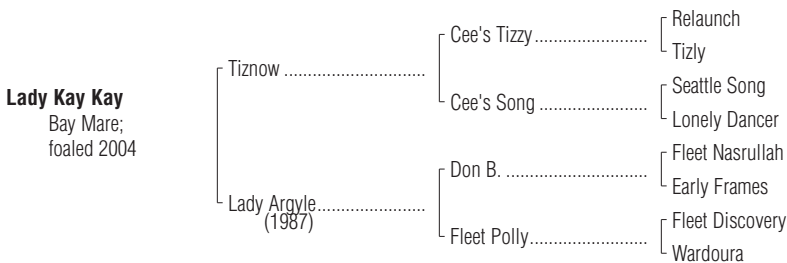 Lady Kay Kay
Bay Mare;
foaled 2004
Tiznow ..............................
Lady Argyle.......................
(1987)
Cee's Tizzy........................
Cee's Song .......................
Don B. ..............................
Fleet Polly.........................
Relaunch
Tizly
Seattle Song
Lonely Dancer
Fleet Nasrullah
Early Frames
Fleet Discovery
Wardoura